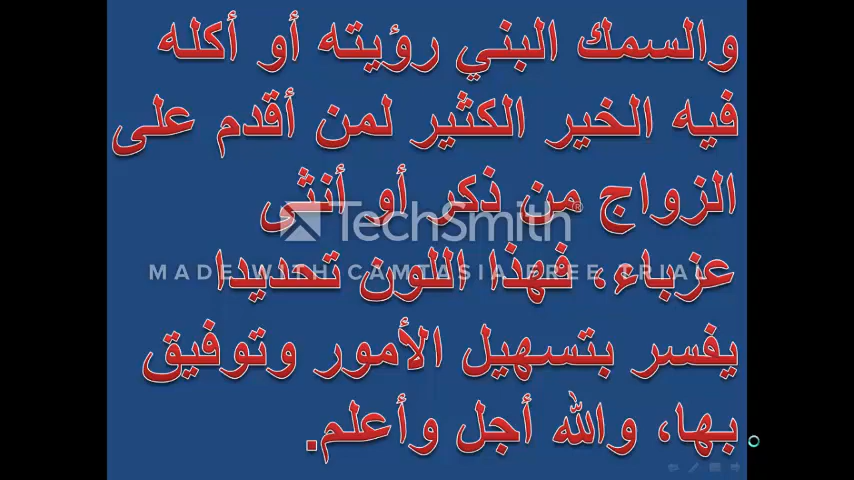 والسمك البني رؤيته أو أكله
فيه الخير الكثير لمن أقدم على
الزواج من ذكر أو أنثى
TechSmith®
عزباء، فهذا اللون تحديدا
MADE WITH CAMTASIA FREE TRIAL
يفسر بتسهيل الأمور وتوفيق
بها، والله أجل وأعلم.